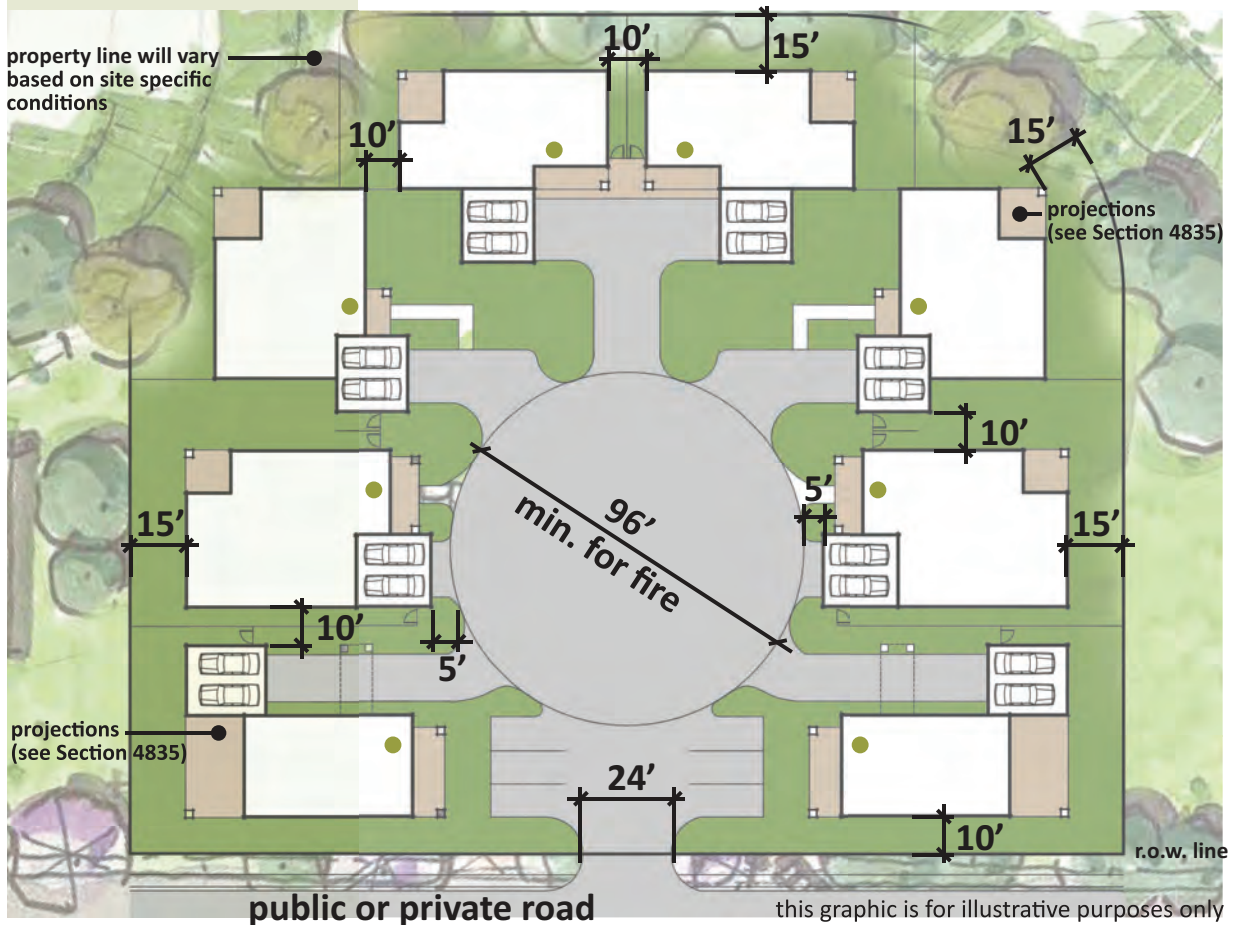 property line will vary
based on site specific
conditions
10’
15’
10’
15’
projections
(see Section 4835)
10’
96’
min. for fire
5’
15’
15’
10’
5’
projections
(see Section 4835)
24’
10’
r.o.w. line
public or private road
this graphic is for illustrative purposes only